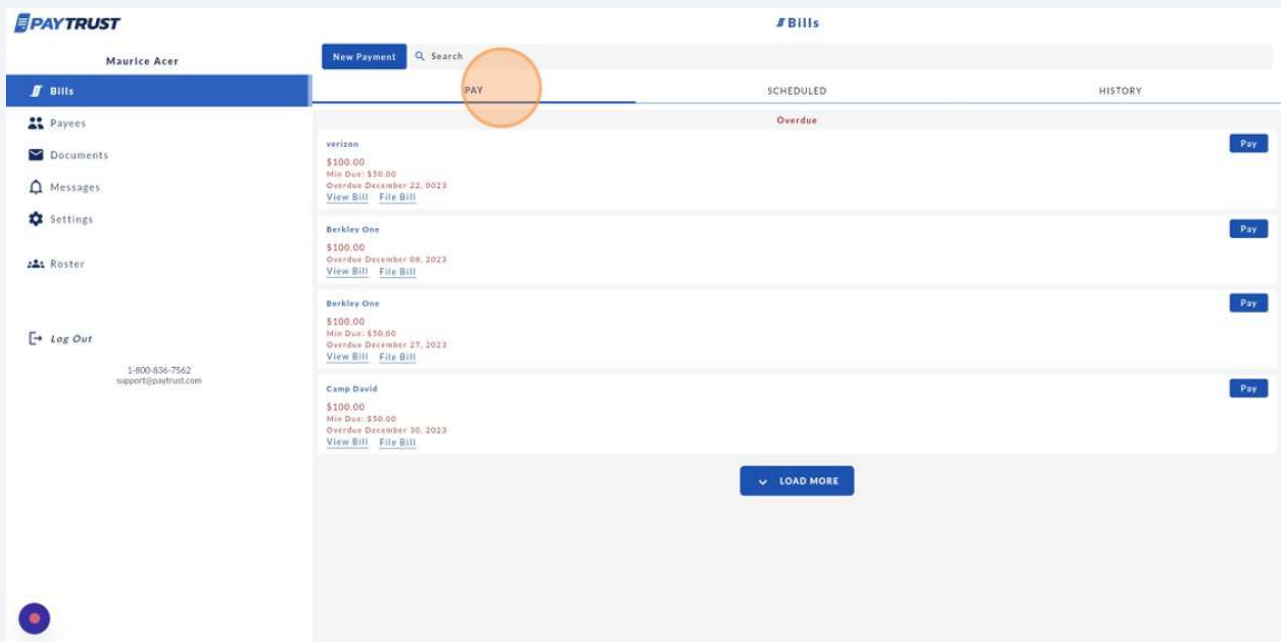 PAYTRUST
Bills
Maurice Acer
New Payment
Search
Bills
PAY
SCHEDULED
HISTORY
Payees
Documents
Messages
Settings
Roster
Log Out
1-800-836-7562
support@paytrust.com
Overdue
verizon
Pay
$100.00
Min Due: $50.00
Overdue December 22, 0023
View Bill File Bill
Berkley One
Pay
$100.00
Overdue December 08, 2023
View Bill File Bill
Berkley One
Pay
$100.00
Min Due: $50.00
Overdue December 27, 2023
View Bill File Bill
Camp David
Pay
$100.00
Min Due: $50.00
Overdue December 30, 2023
View Bill File Bill
LOAD MORE